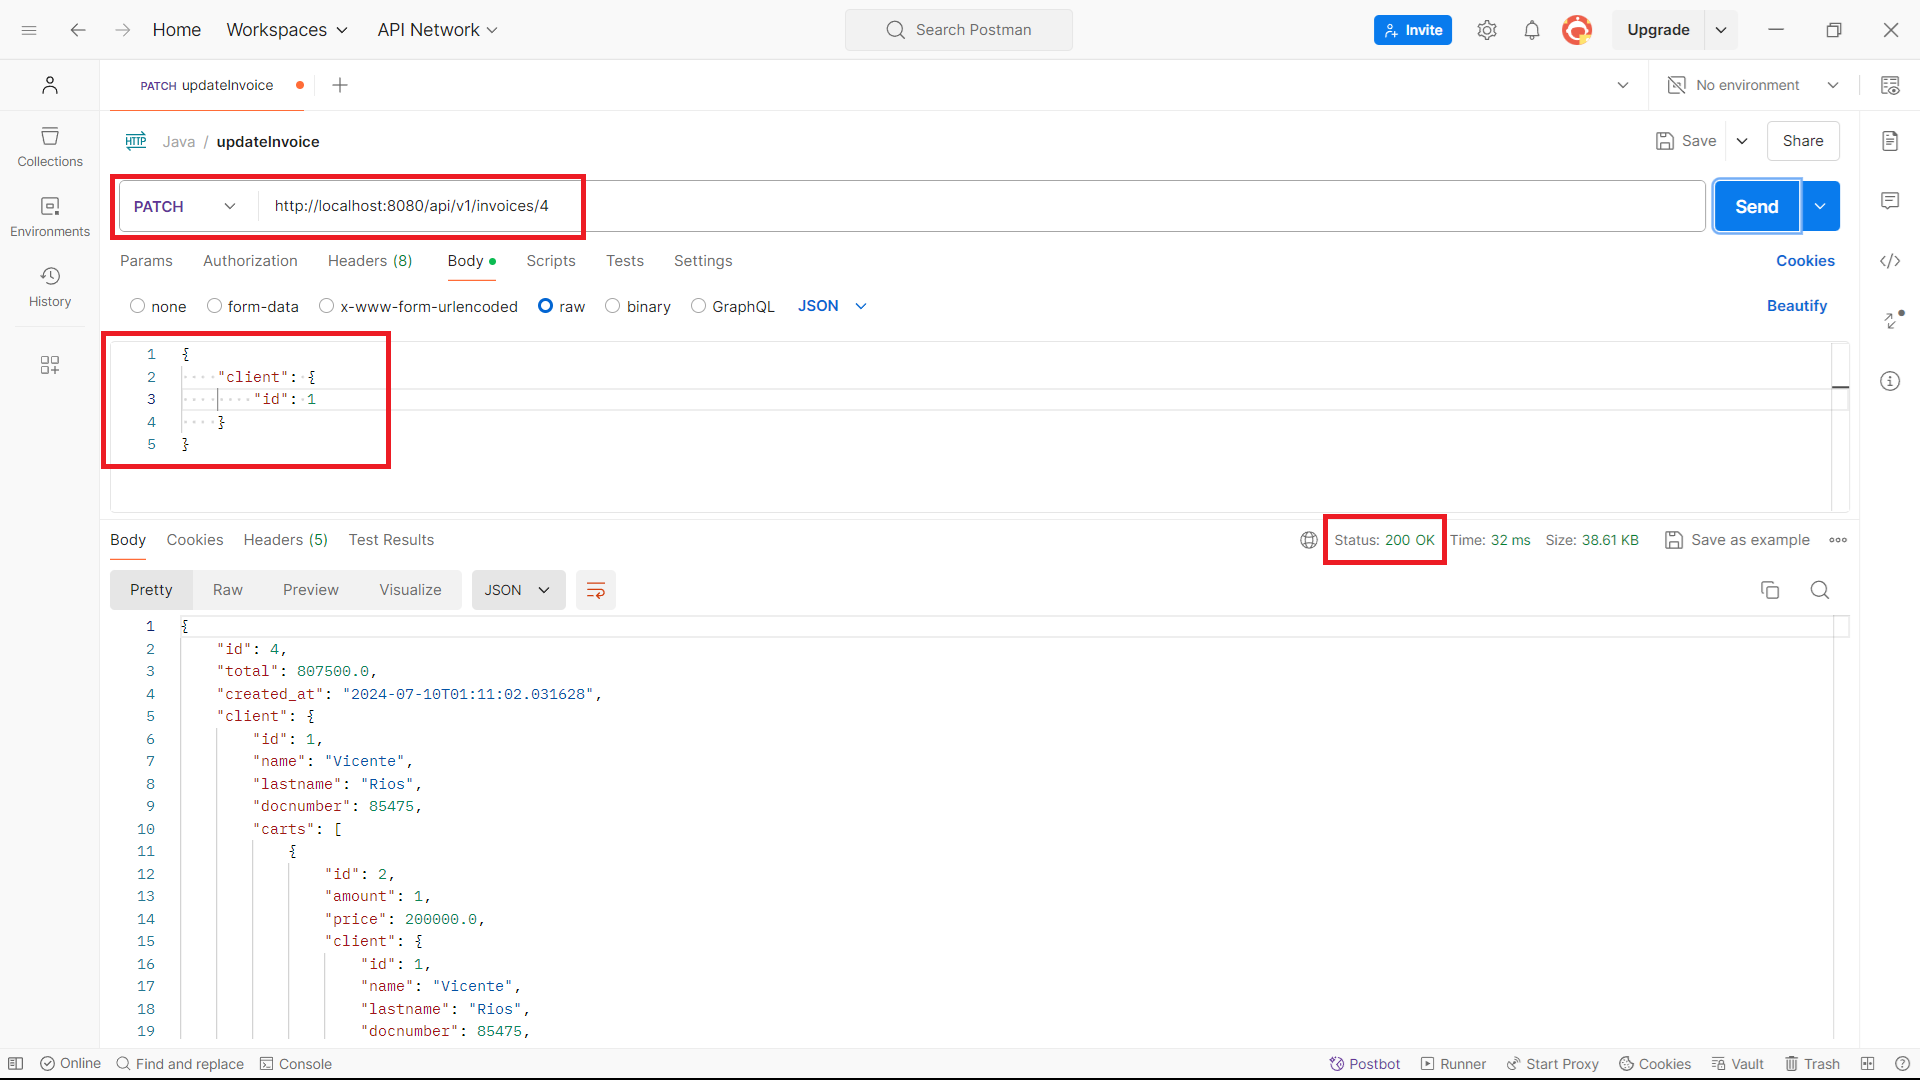 Home Workspaces API Network Search Postman Invite Upgrade
PATCH updateInvoice No environment
HTTP Java / updateInvoice Save Share
Collections
PATCH http://localhost:8080/api/v1/invoices/4 Send
Environments
Params Authorization Headers (8) Body Scripts Tests Settings Cookies
History
none form-data x-www-form-urlencoded raw binary GraphQL JSON Beautify
1 {
2 "client": {
3 "id": 1
4 }
5 }
Body Cookies Headers (5) Test Results Status: 200 OK Time: 32 ms Size: 38.61 KB Save as example
Pretty Raw Preview Visualize JSON
1 {
2 "id": 4,
3 "total": 807500.0,
4 "created_at": "2024-07-10T01:11:02.031628",
5 "client": {
6 "id": 1,
7 "name": "Vicente",
8 "lastname": "Rios",
9 "docnumber": 85475,
10 "carts": [
11 {
12 "id": 2,
13 "amount": 1,
14 "price": 200000.0,
15 "client": {
16 "id": 1,
17 "name": "Vicente",
18 "lastname": "Rios",
19 "docnumber": 85475,
Online Find and replace Console Postbot Runner Start Proxy Cookies Vault Trash